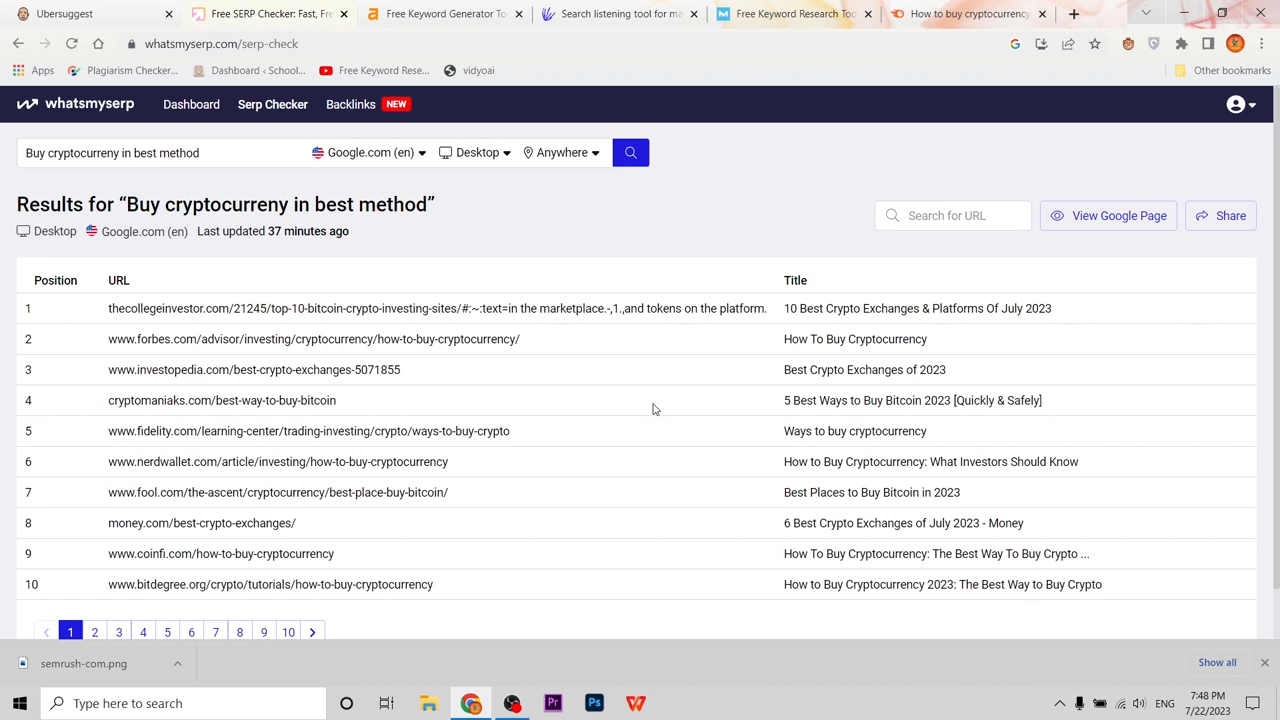 Ubersuggest
Free SERP Checker: Fast, Fre
Free Keyword Generator To
Search listening tool for ma
Free Keyword Research Too
How to buy cryptocurrency
whatsmyserp.com/serp-check
Apps
Plagiarism Checker...
Dashboard ‹ School...
Free Keyword Rese...
vidyoai
Other bookmarks
whatsmyserp
Dashboard
Serp Checker
Backlinks
NEW
Buy cryptocurreny in best method
Google.com (en)
Desktop
Anywhere
Results for “Buy cryptocurreny in best method”
Desktop
Google.com (en)
Last updated 37 minutes ago
Search for URL
View Google Page
Share
Position URL Title
1 thecollegeinvestor.com/21245/top-10-bitcoin-crypto-investing-sites/#:~:text=in the marketplace.-,1.,and tokens on the platform. 10 Best Crypto Exchanges & Platforms Of July 2023
2 www.forbes.com/advisor/investing/cryptocurrency/how-to-buy-cryptocurrency/ How To Buy Cryptocurrency
3 www.investopedia.com/best-crypto-exchanges-5071855 Best Crypto Exchanges of 2023
4 cryptomaniaks.com/best-way-to-buy-bitcoin 5 Best Ways to Buy Bitcoin 2023 [Quickly & Safely]
5 www.fidelity.com/learning-center/trading-investing/crypto/ways-to-buy-crypto Ways to buy cryptocurrency
6 www.nerdwallet.com/article/investing/how-to-buy-cryptocurrency How to Buy Cryptocurrency: What Investors Should Know
7 www.fool.com/the-ascent/cryptocurrency/best-place-buy-bitcoin/ Best Places to Buy Bitcoin in 2023
8 money.com/best-crypto-exchanges/ 6 Best Crypto Exchanges of July 2023 - Money
9 www.coinfi.com/how-to-buy-cryptocurrency How To Buy Cryptocurrency: The Best Way To Buy Crypto ...
10 www.bitdegree.org/crypto/tutorials/how-to-buy-cryptocurrency How to Buy Cryptocurrency 2023: The Best Way to Buy Crypto
1 2 3 4 5 6 7 8 9 10
semrush-com.png
Show all
Type here to search
Pr
Ps
ENG
7:48 PM
7/22/2023